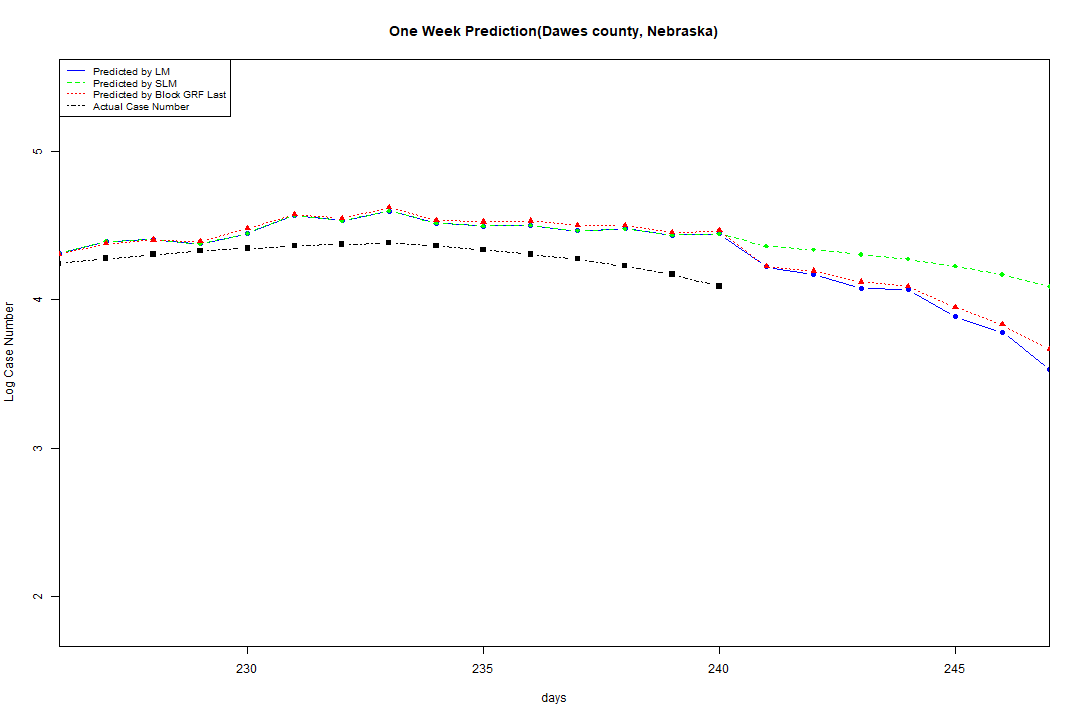 One Week Prediction(Dawes county, Nebraska)
Predicted by LM
Predicted by SLM
Predicted by Block GRF Last
Actual Case Number
5
4
3
2
Log Case Number
230
235
240
245
days